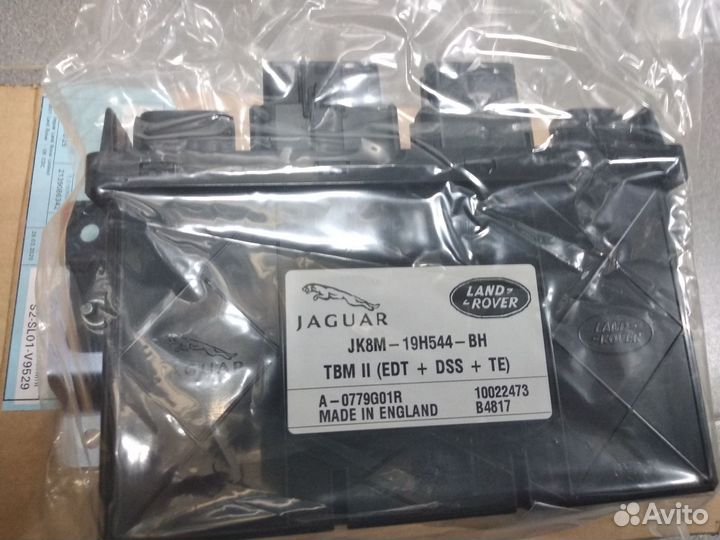 JAGUAR
LAND-
-ROVER
JK8M-19H544-BH
TBM II (EDT + DSS + TE)
A-0779G01R 10022473
MADE IN ENGLAND B4817
JAGUAR
LAND-
-ROVER
S2-SL01-V9529
Avito